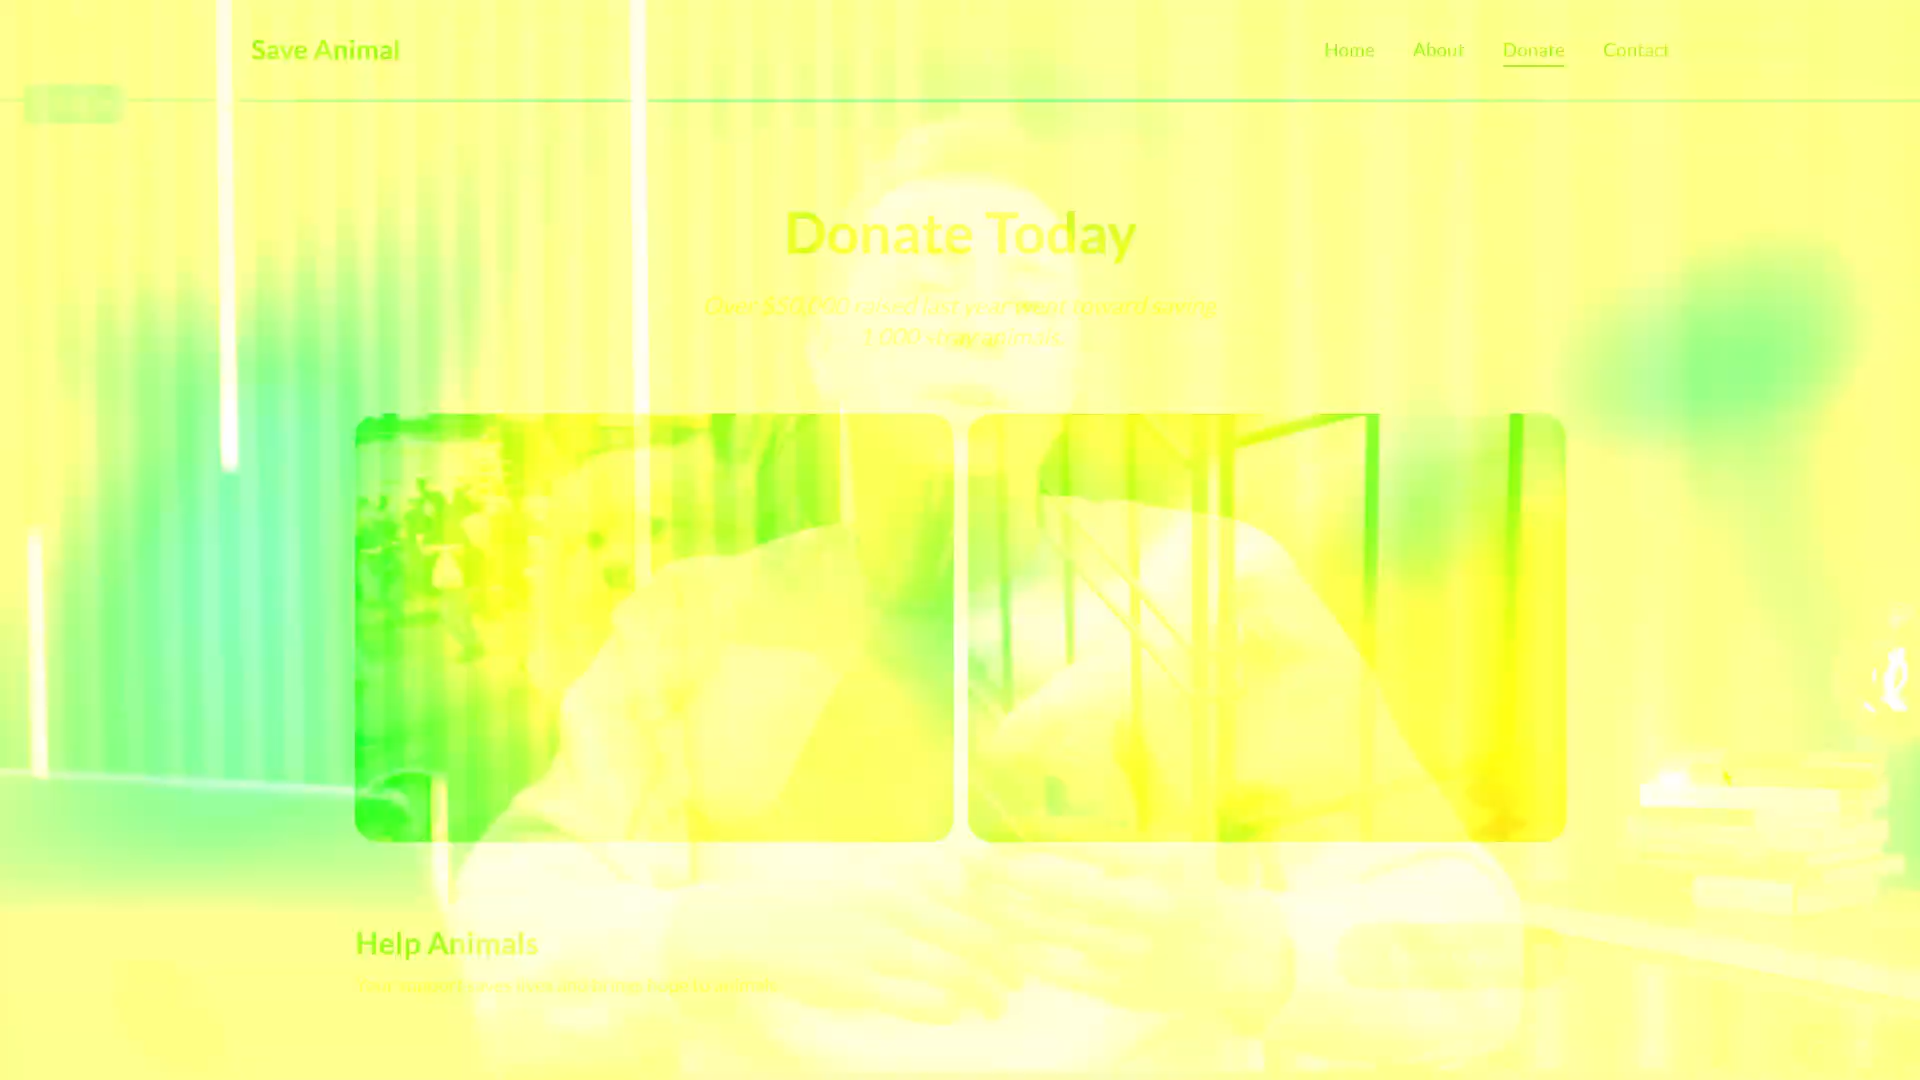 Save Animal
Home About Donate Contact
Donate Today
Over $50,000 raised last year went toward saving
1,000 stray animals.
Help Animals
Your support saves lives and brings hope to animals.